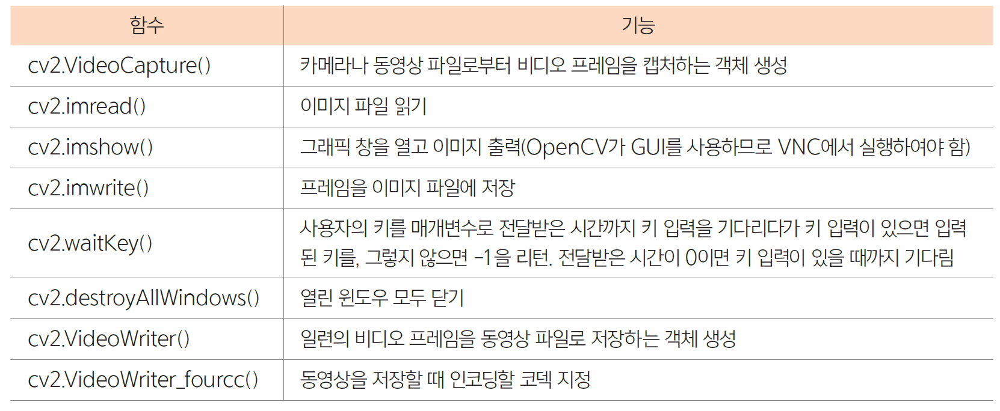 함수 기능
cv2.VideoCapture() 카메라나 동영상 파일로부터 비디오 프레임을 캡처하는 객체 생성
cv2.imread() 이미지 파일 읽기
cv2.imshow() 그래픽 창을 열고 이미지 출력(OpenCV가 GUI를 사용하므로 VNC에서 실행하여야 함)
cv2.imwrite() 프레임을 이미지 파일에 저장
cv2.waitKey() 사용자의 키를 매개변수로 전달받은 시간까지 키 입력을 기다리다가 키 입력이 있으면 입력
된 키를, 그렇지 않으면 -1을 리턴. 전달받은 시간이 0이면 키 입력이 있을 때까지 기다림
cv2.destroyAllWindows() 열린 윈도우 모두 닫기
cv2.VideoWriter() 일련의 비디오 프레임을 동영상 파일로 저장하는 객체 생성
cv2.VideoWriter_fourcc() 동영상을 저장할 때 인코딩할 코덱 지정